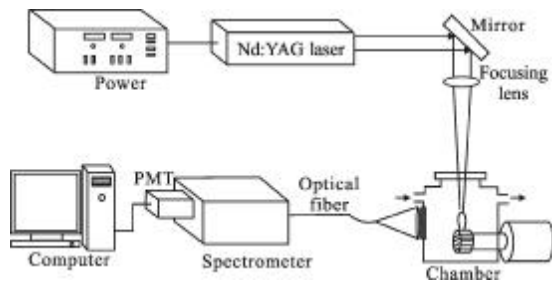 Mirror
Nd:YAG laser
Power
Focusing
lens
PMT
Optical
fiber
Computer
Spectrometer
Chamber